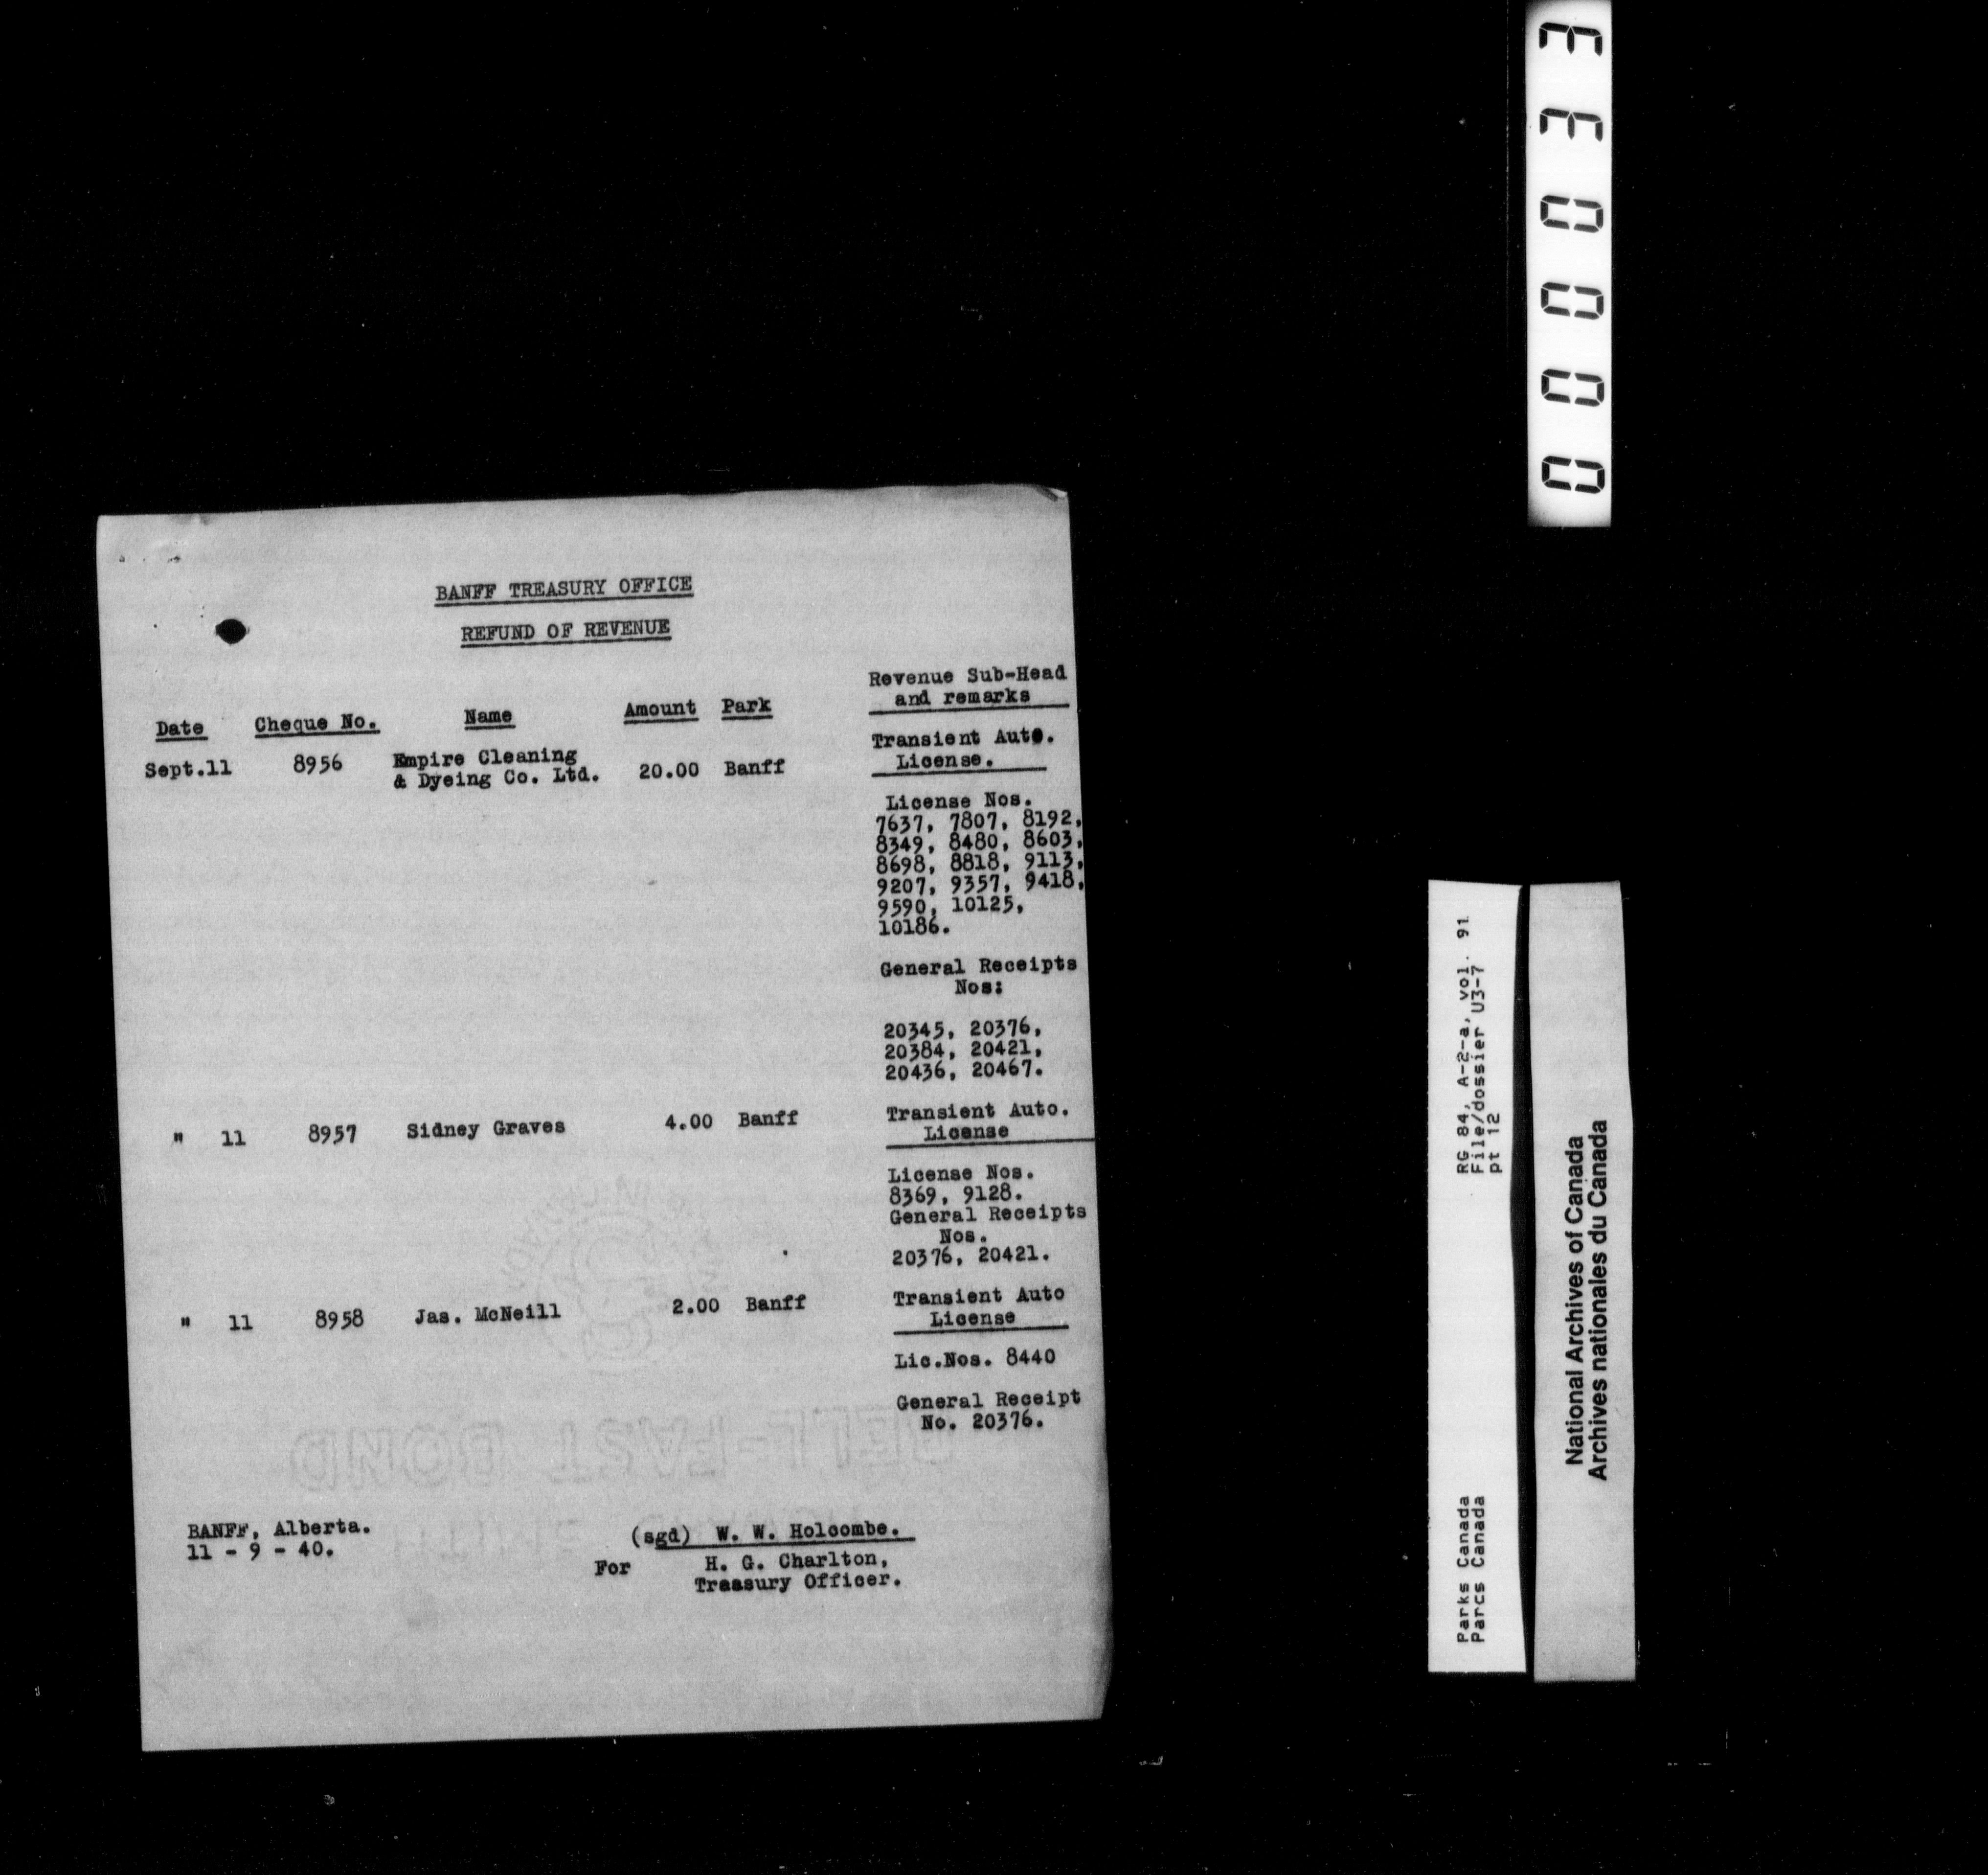 BANFF TREASURY OFFICE
REFUND OF REVENUE
Date Cheque No. Name Amount Park Revenue Sub-Head
and remarks
Sept.11 8956 Empire Cleaning
& Dyeing Co. Ltd. 20.00 Banff Transient Auto.
License.
License Nos.
7637, 7807, 8192,
8349, 8480, 8603,
8698, 8818, 9113,
9207, 9357, 9418,
9590, 10125,
10186.
General Receipts
Nos:
20345, 20376,
20384, 20421,
20436, 20467.
" 11 8957 Sidney Graves 4.00 Banff Transient Auto.
License
License Nos.
8369, 9128.
General Receipts
Nos.
20376, 20421.
" 11 8958 Jas. McNeill 2.00 Banff Transient Auto
License
Lic.Nos. 8440
General Receipt
No. 20376.
BANFF, Alberta.
11 - 9 - 40.
(sgd) W. W. Holcombe.
For H. G. Charlton,
Treasury Officer.
000033
RG 84, A-2-a, vol. 91
File/dossier U3-7
pt 12
Parks Canada
Parcs Canada
National Archives of Canada
Archives nationales du Canada